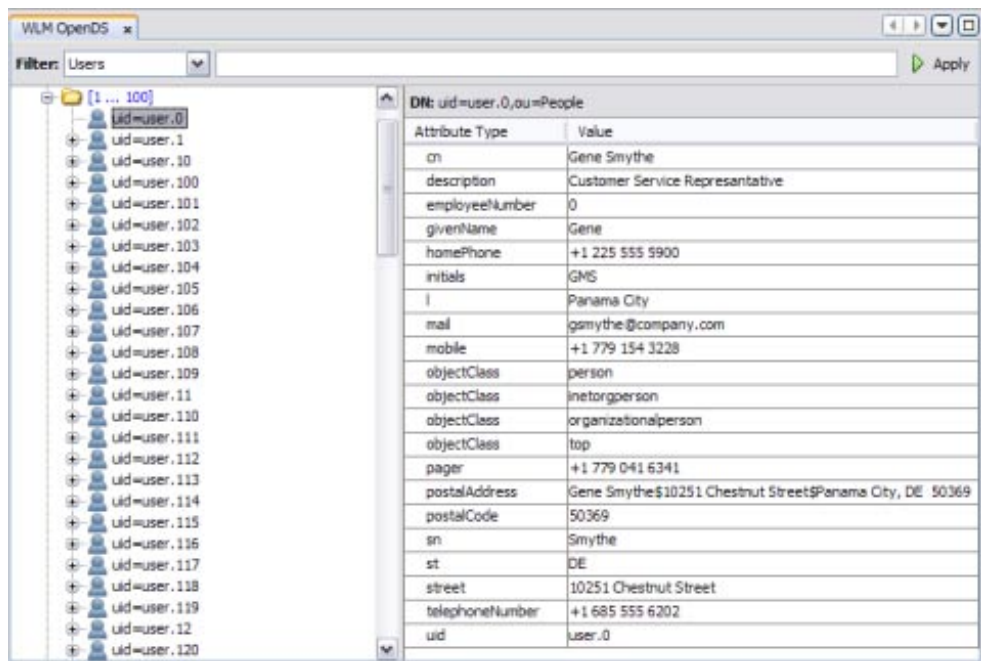 WLM OpenDS
Filter: Users Apply
[1 ... 100]
uid=user.0
uid=user.1
uid=user.10
uid=user.100
uid=user.101
uid=user.102
uid=user.103
uid=user.104
uid=user.105
uid=user.106
uid=user.107
uid=user.108
uid=user.109
uid=user.11
uid=user.110
uid=user.111
uid=user.112
uid=user.113
uid=user.114
uid=user.115
uid=user.116
uid=user.117
uid=user.118
uid=user.119
uid=user.12
uid=user.120
DN: uid=user.0,ou=People
Attribute Type Value
cn Gene Smythe
description Customer Service Represantative
employeeNumber 0
givenName Gene
homePhone +1 225 555 5900
initials GMS
l Panama City
mail gsmythe@company.com
mobile +1 779 154 3228
objectClass person
objectClass inetorgperson
objectClass organizationalperson
objectClass top
pager +1 779 041 6341
postalAddress Gene Smythe$10251 Chestnut Street$Panama City, DE  50369
postalCode 50369
sn Smythe
st DE
street 10251 Chestnut Street
telephoneNumber +1 685 555 6202
uid user.0